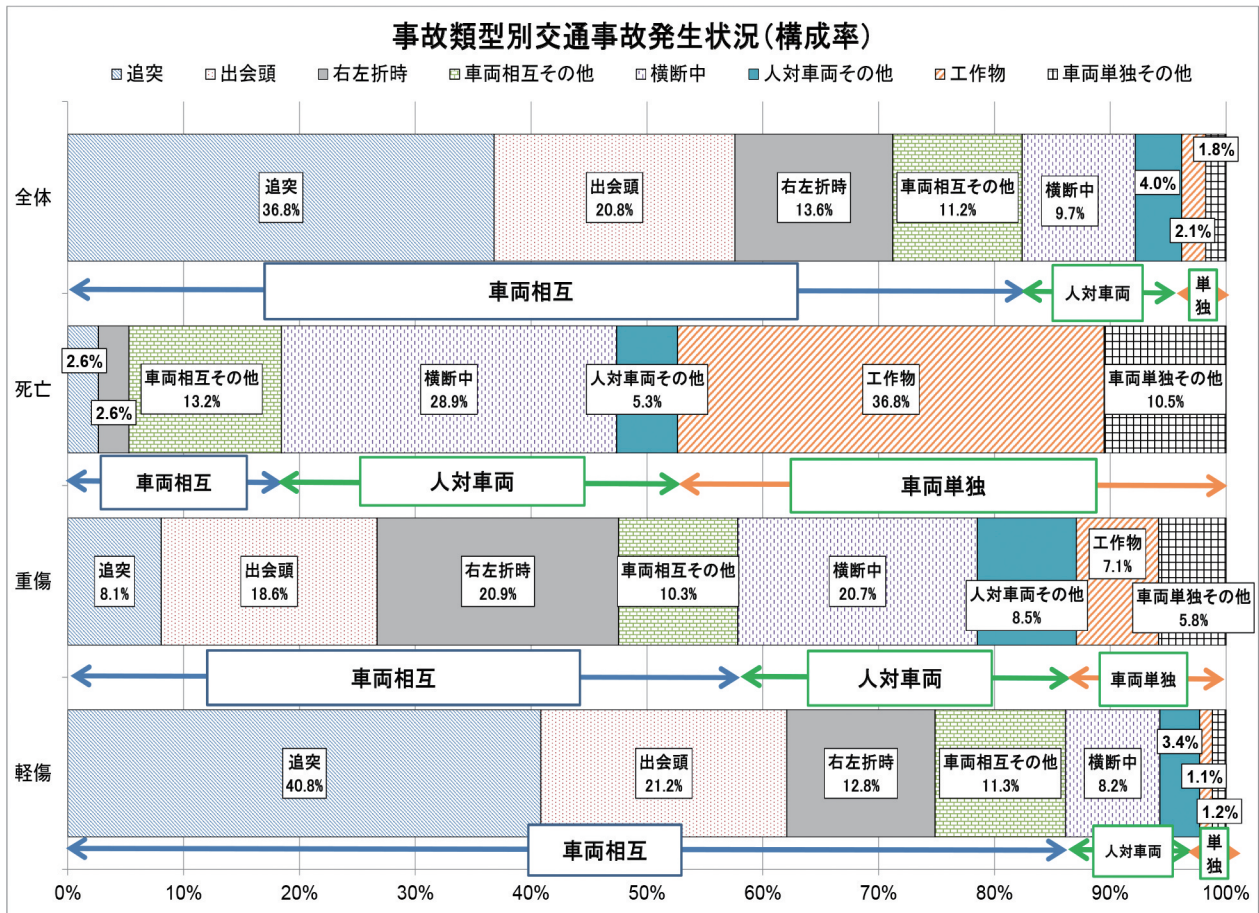 事故類型別交通事故発生状況(構成率)
追突 出会頭 右左折時 車両相互その他 横断中 人対車両その他 工作物 車両単独その他
全体
追突
36.8%
出会頭
20.8%
右左折時
13.6%
車両相互その他
11.2%
横断中
9.7%
4.0%
2.1%
1.8%
車両相互
人対車両
単
独
死亡
2.6%
2.6%
車両相互その他
13.2%
横断中
28.9%
人対車両その他
5.3%
工作物
36.8%
車両単独その他
10.5%
車両相互
人対車両
車両単独
重傷
追突
8.1%
出会頭
18.6%
右左折時
20.9%
車両相互その他
10.3%
横断中
20.7%
人対車両その他
8.5%
工作物
7.1%
車両単独その他
5.8%
車両相互
人対車両
車両単独
軽傷
追突
40.8%
出会頭
21.2%
右左折時
12.8%
車両相互その他
11.3%
横断中
8.2%
3.4%
1.1%
1.2%
車両相互
人対車両
単
独
0% 10% 20% 30% 40% 50% 60% 70% 80% 90% 100%